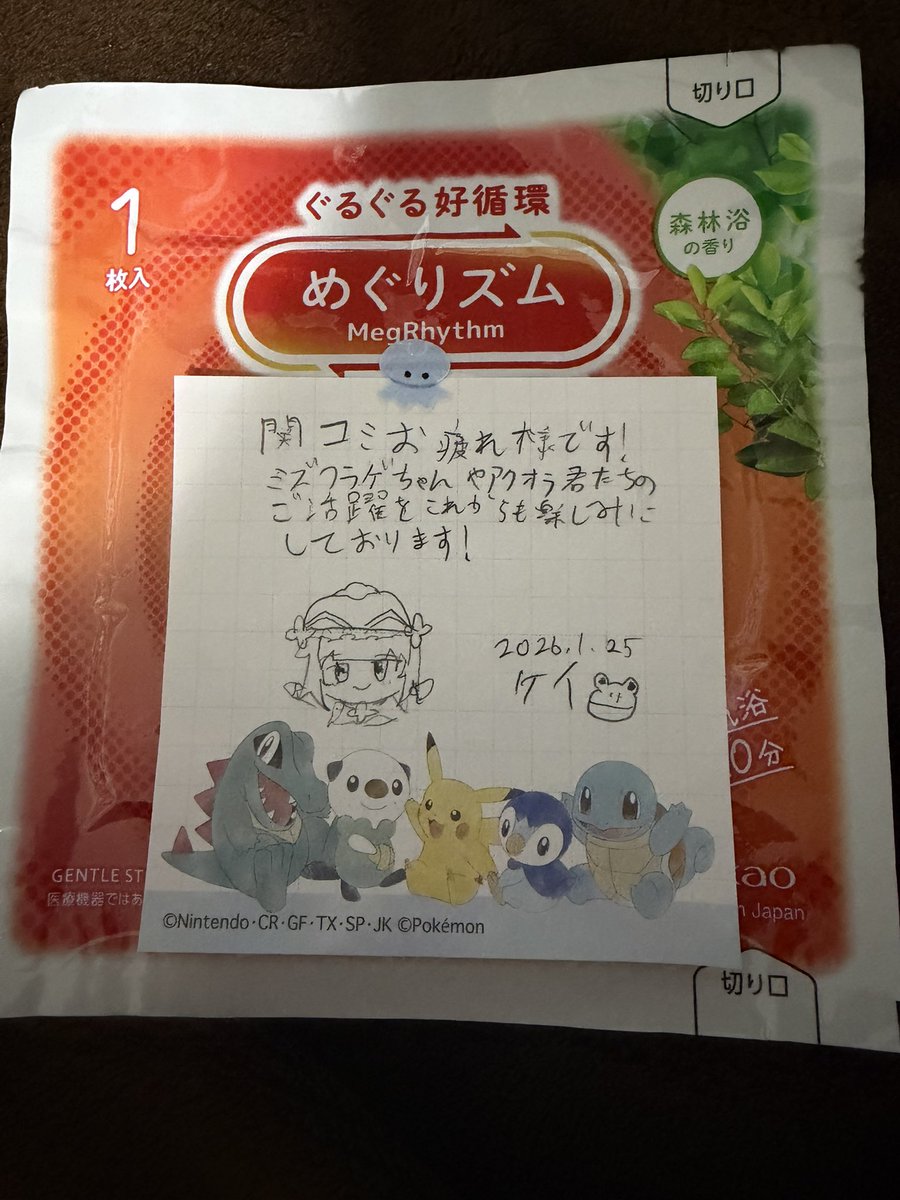 切り口
1
枚入
ぐるぐる好循環
森林浴
の香り
めぐりズム
MegRhythm
関コミお疲れ様です!
ミズクラゲちゃんやアクオラ君たちの
ご活躍をこれからも楽しみに
しております!
2026.1.25
ケイ
浴
0分
GENTLE ST
医療機器ではあ
ao
n Japan
©Nintendo・CR・GF・TX・SP・JK ©Pokémon
切り口